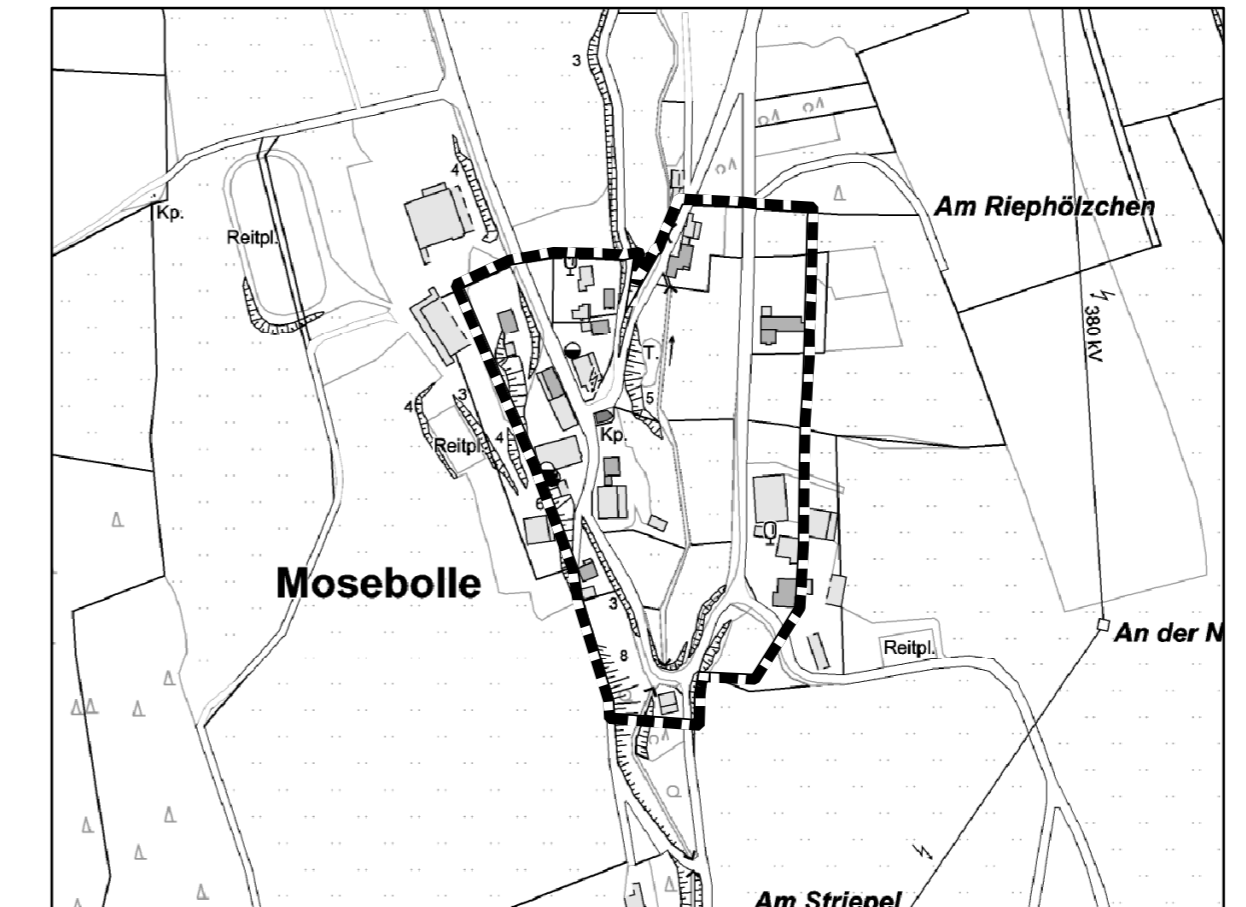 3
4
Am Riephölzchen
Kp.
Reitpl.
380 kV
T.
3
4
5
Kp.
4
Reitpl.
6
Mosebolle
3
An der N
8
Reitpl.
Am Striepel